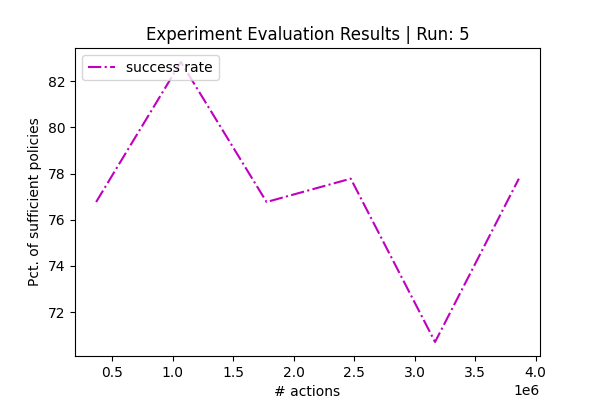 Experiment Evaluation Results | Run: 5
success rate
Pct. of sufficient policies
82
80
78
76
74
72
0.5 1.0 1.5 2.0 2.5 3.0 3.5 4.0
1e6
# actions